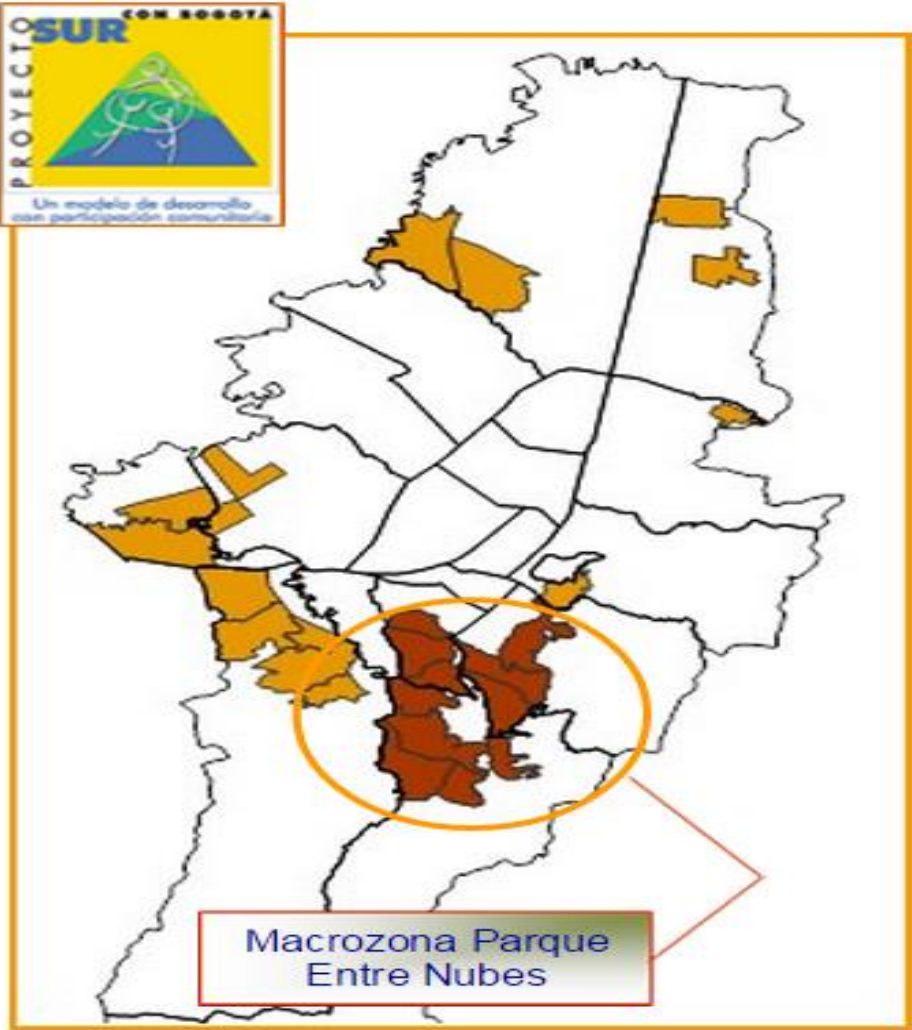 CON BOGOTÁ
SUR
PROYECTO
Un modelo de desarrollo
con participación comunitaria
Macrozona Parque
Entre Nubes